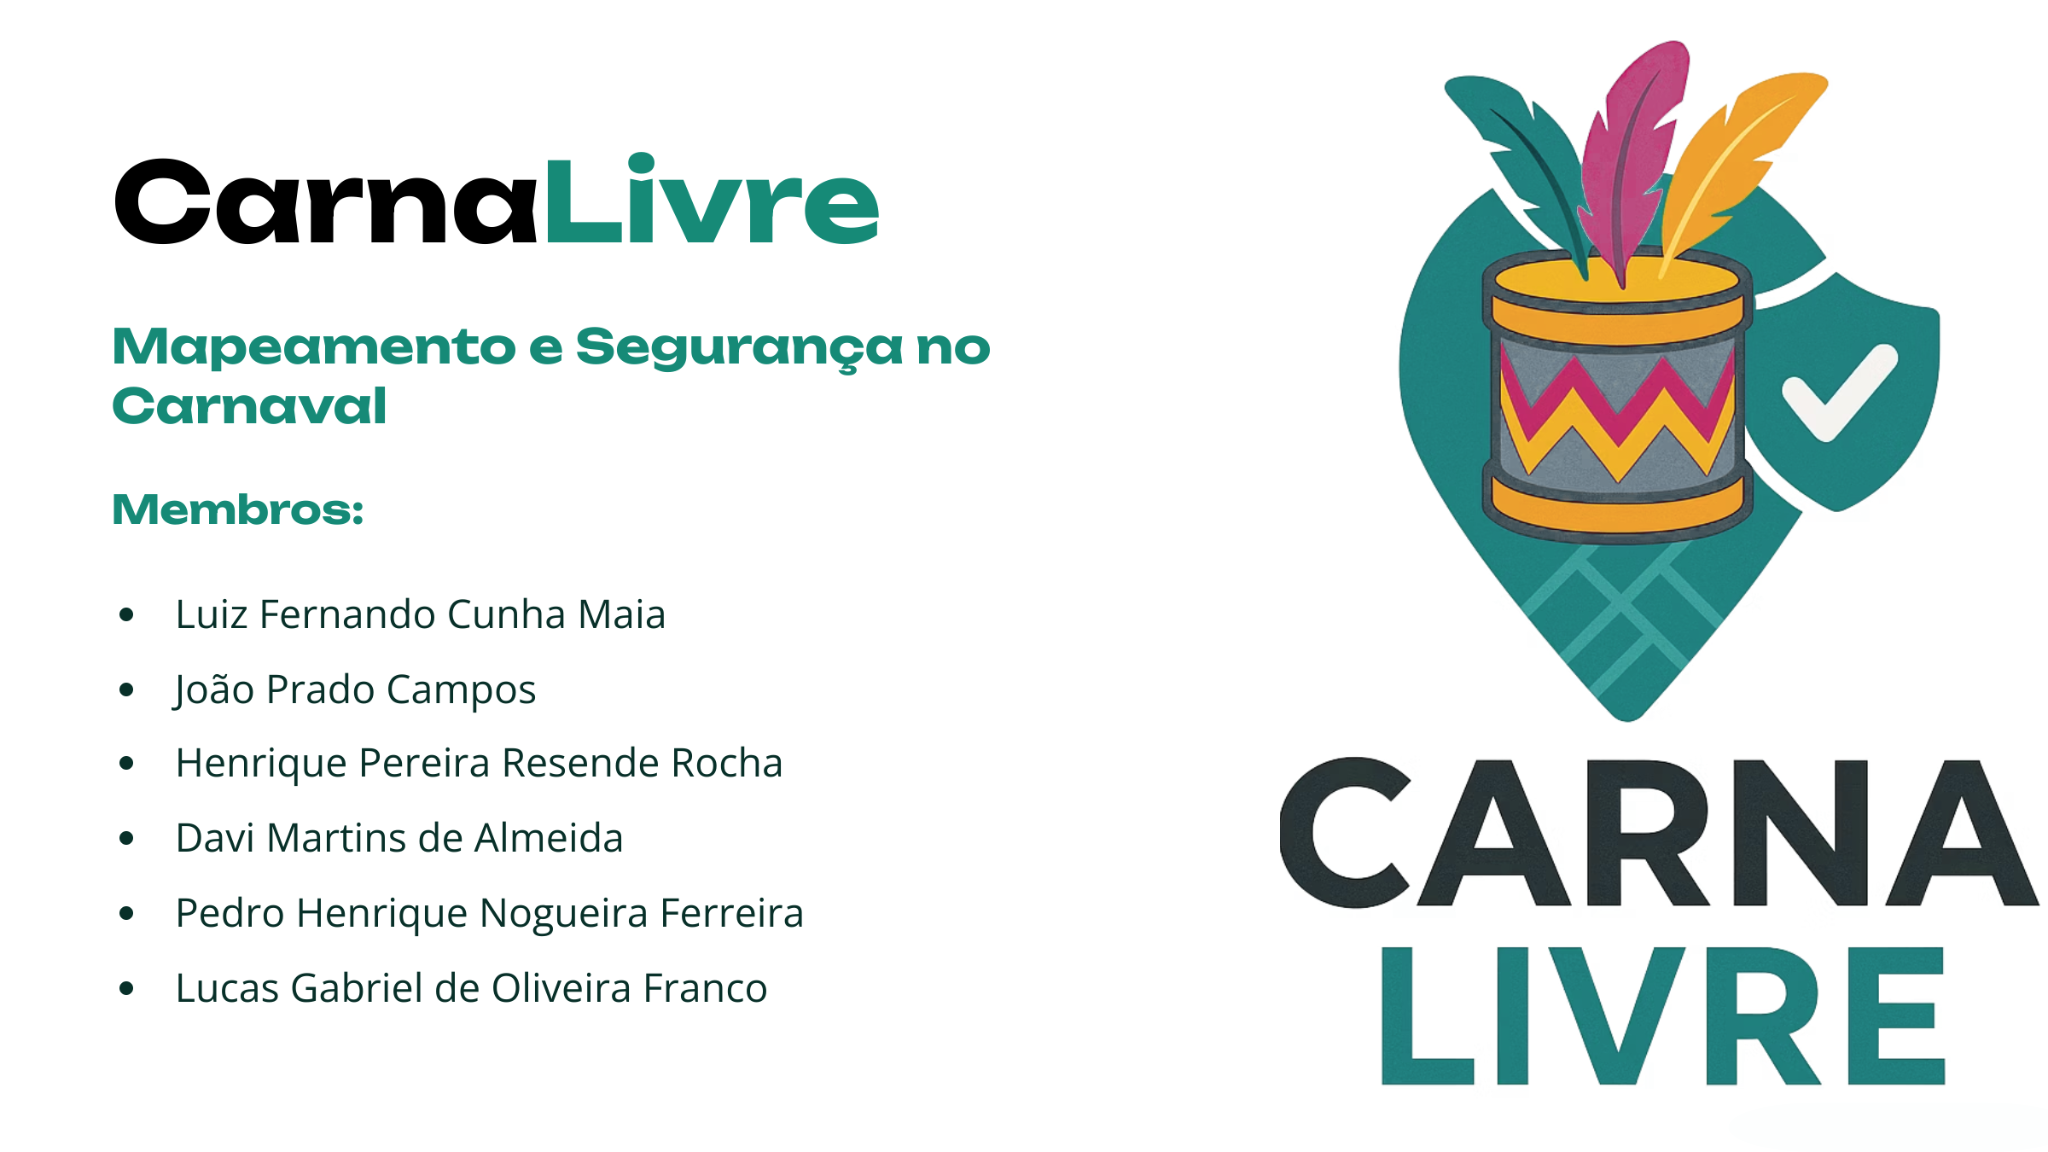 CarnaLivre
Mapeamento e Segurança no
Carnaval
Membros:
• Luiz Fernando Cunha Maia
• João Prado Campos
• Henrique Pereira Resende Rocha
• Davi Martins de Almeida
• Pedro Henrique Nogueira Ferreira
• Lucas Gabriel de Oliveira Franco
CARNA
LIVRE